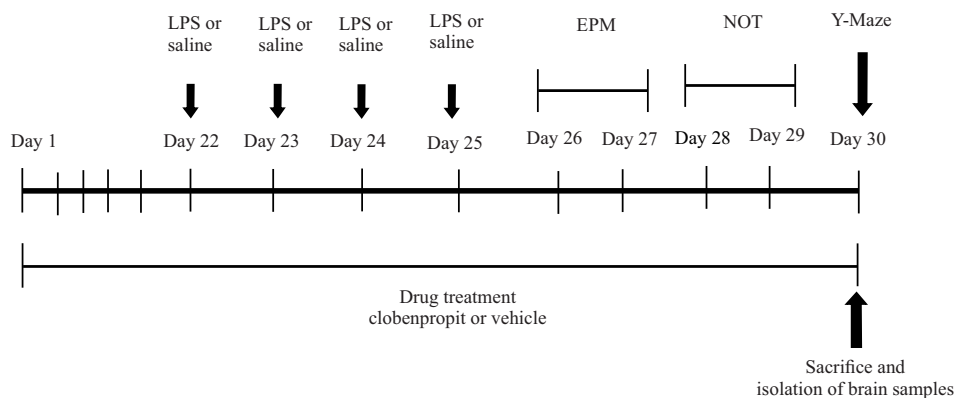 LPS or
saline
LPS or
saline
LPS or
saline
LPS or
saline
EPM
NOT
Y-Maze
Day 1
Day 22
Day 23
Day 24
Day 25
Day 26
Day 27
Day 28
Day 29
Day 30
Drug treatment
clobenpropit or vehicle
Sacrifice and
isolation of brain samples